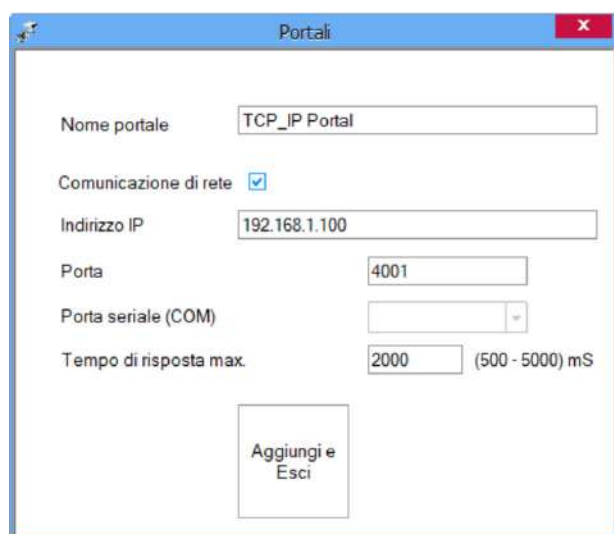 Portali
x
Nome portale TCP_IP Portal
Comunicazione di rete
Indirizzo IP 192.168.1.100
Porta 4001
Porta seriale (COM)
Tempo di risposta max. 2000 (500 - 5000) mS
Aggiungi e
Esci